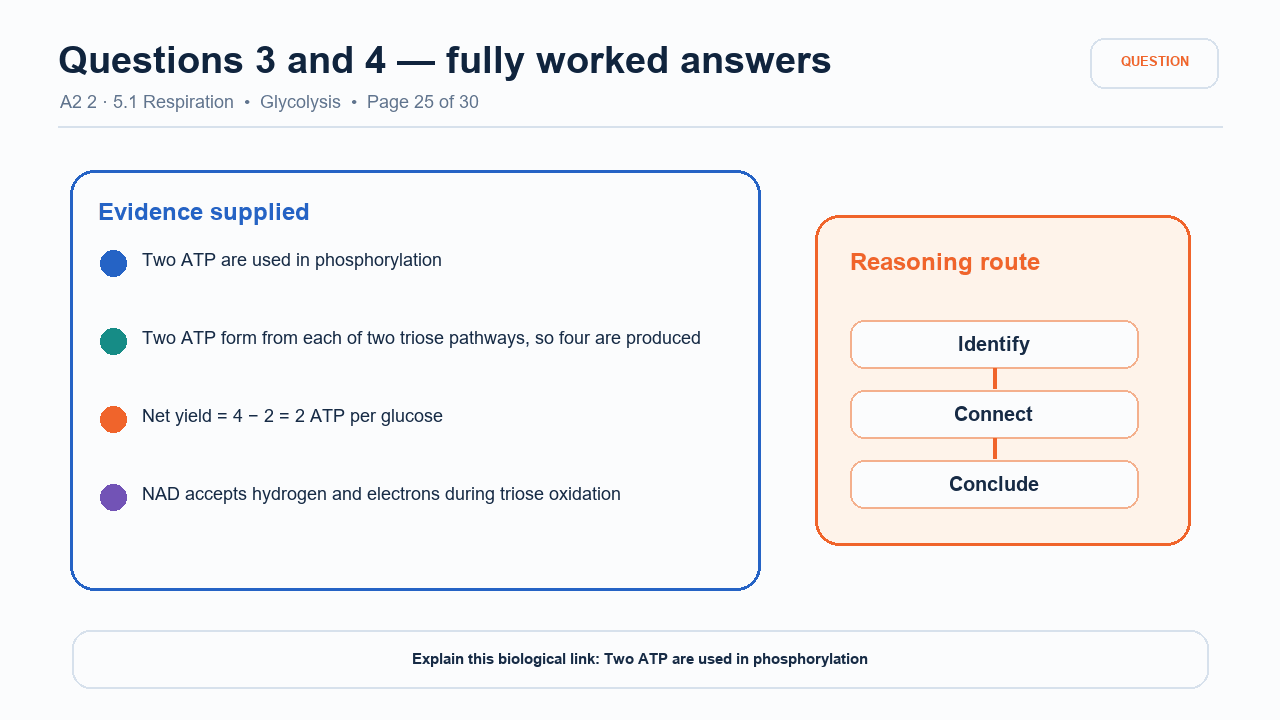 Questions 3 and 4 — fully worked answers
QUESTION
A2 2 · 5.1 Respiration • Glycolysis • Page 25 of 30
Evidence supplied
Two ATP are used in phosphorylation
Two ATP form from each of two triose pathways, so four are produced
Net yield = 4 − 2 = 2 ATP per glucose
NAD accepts hydrogen and electrons during triose oxidation
Reasoning route
Identify
Connect
Conclude
Explain this biological link: Two ATP are used in phosphorylation